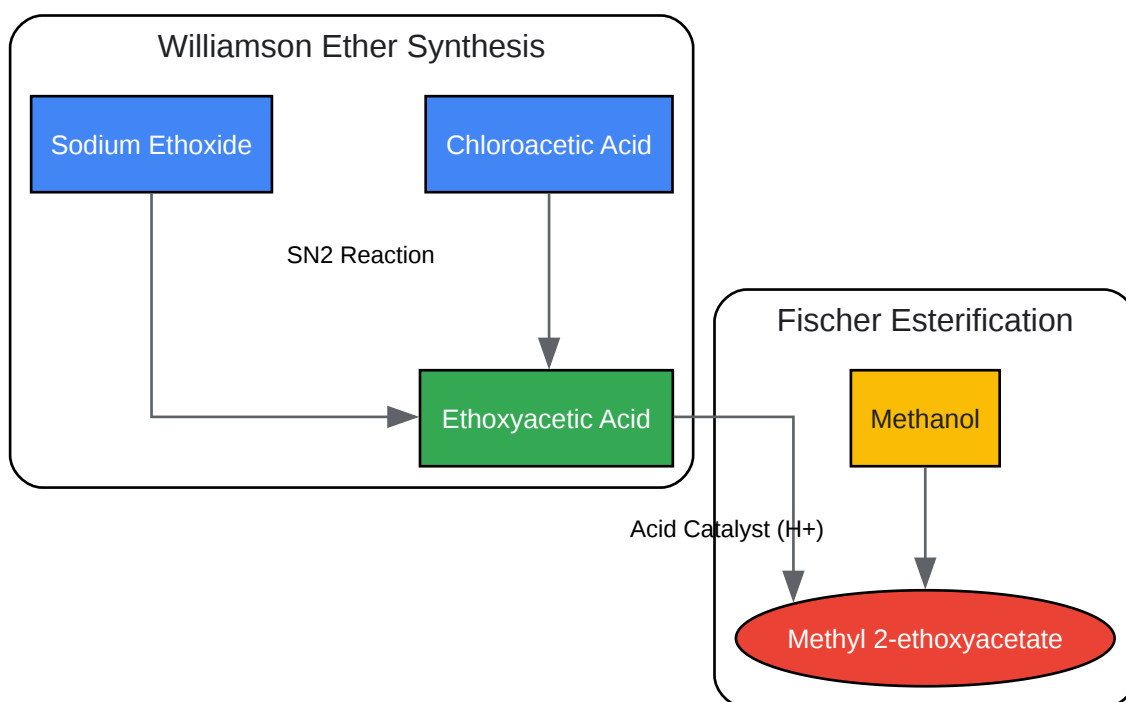 Williamson Ether Synthesis
Sodium Ethoxide
Chloroacetic Acid
SN2 Reaction
Fischer Esterification
Ethoxyacetic Acid
Methanol
Acid Catalyst (H+)
Methyl 2-ethoxyacetate